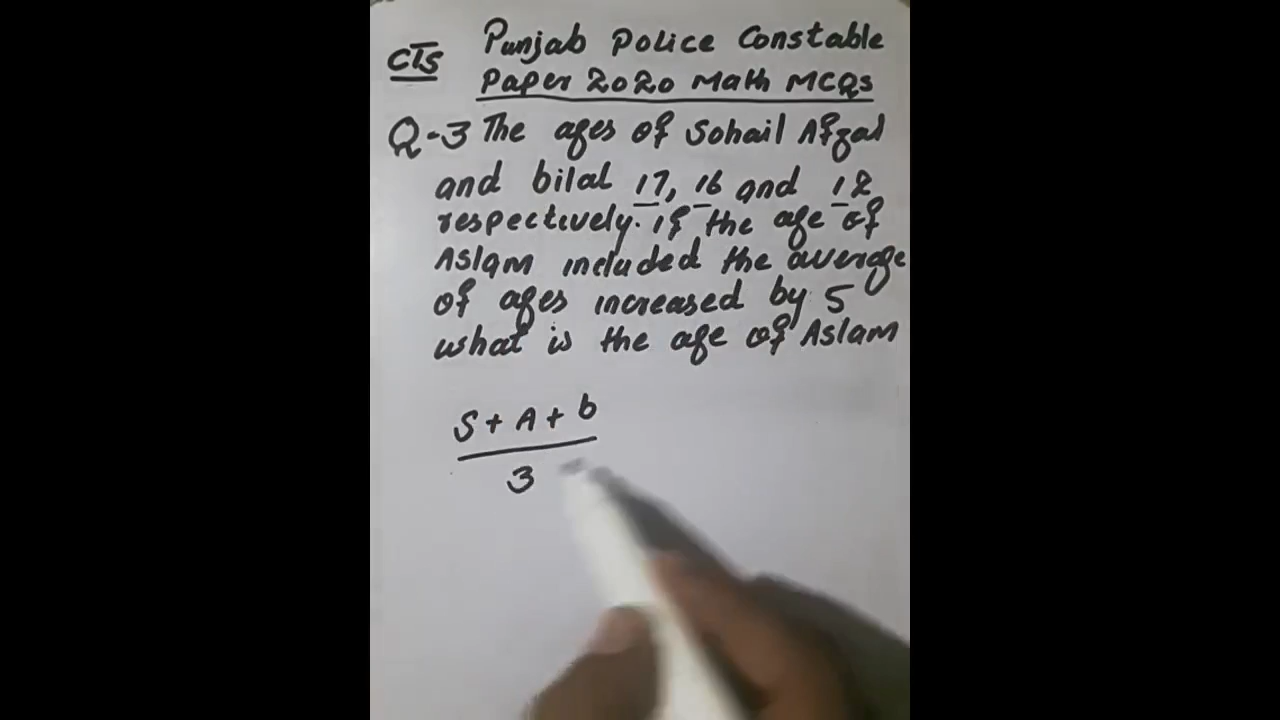 CTS
Punjab Police Constable
Paper 2020 Math MCQs
Q-3 The ages of Sohail Afzal
and bilal 17, 16 and 12
respectively. if the age of
Aslam included the average
of ages increased by 5
what is the age of Aslam
S + A + b
3